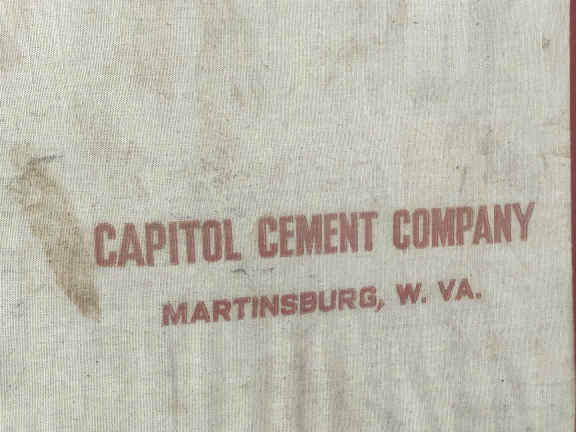 CAPITOL CEMENT COMPANY
MARTINSBURG, W. VA.